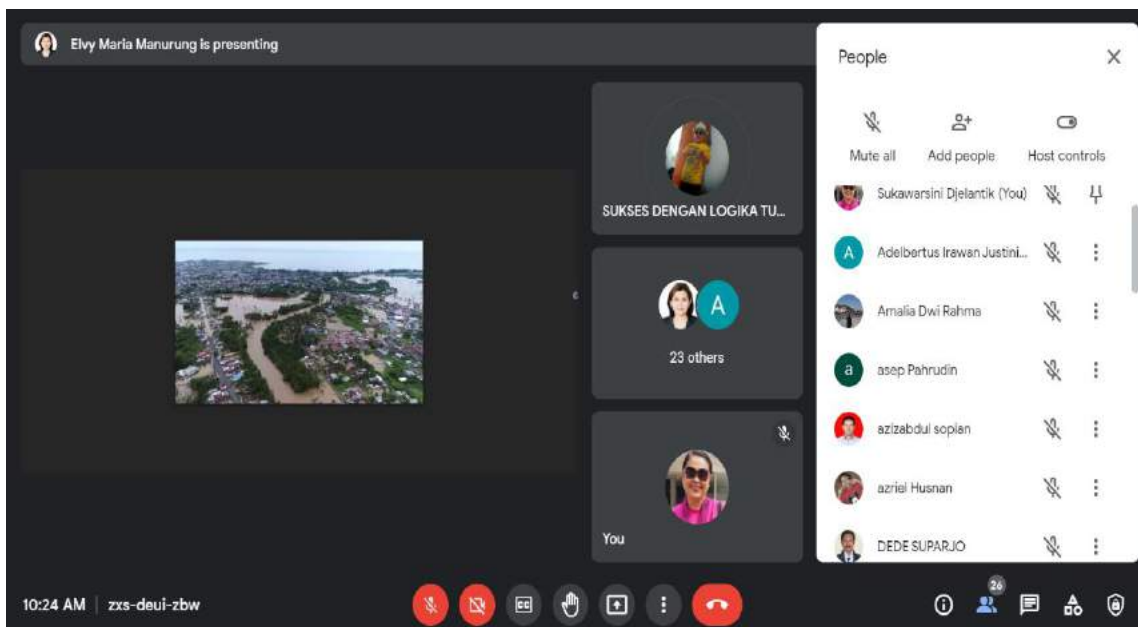 Elvy Maria Manurung is presenting
SUKSES DENGAN LOGIKA TU...
A
23 others
You
People
Mute all
Add people
Host controls
Sukawarsini Djelantik (You)
A
Adelbertus Irawan Justini...
Amalia Dwi Rahma
a
asep Pahrudin
azizabdul sopian
azriel Husnan
DEDE SUPARJO
10:24 AM | zxs-deui-zbw
CC
26